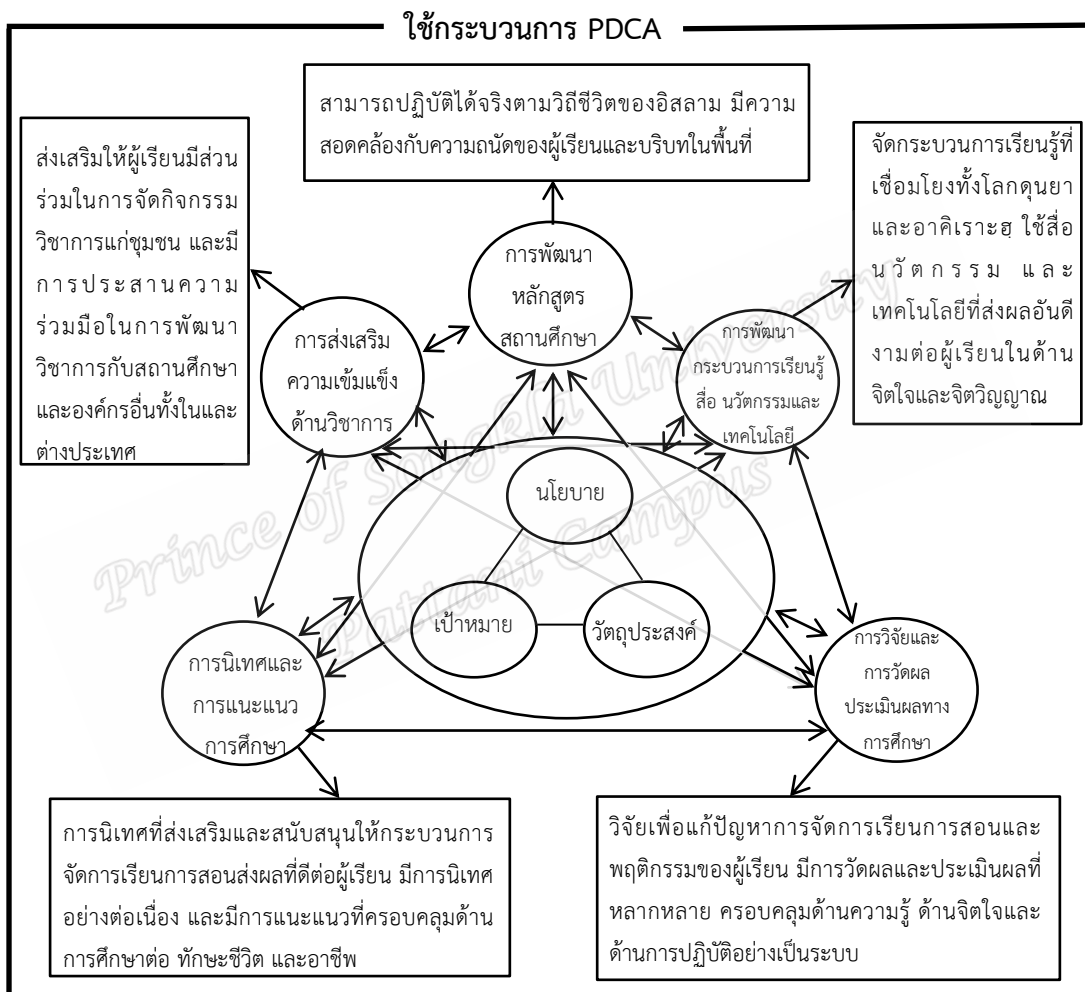 ใช้กระบวนการ PDCA
สามารถปฏิบัติได้จริงตามวิถีชีวิตของอิสลาม มีความ
สอดคล้องกับความถนัดของผู้เรียนและบริบทในพื้นที่
ส่งเสริมให้ผู้เรียนมีส่วน
ร่วมในการจัดกิจกรรม
วิชาการแก่ชุมชน และมี
การประสานความ
ร่วมมือในการพัฒนา
วิชาการกับสถานศึกษา
และองค์กรอื่นทั้งในและ
ต่างประเทศ
จัดกระบวนการเรียนรู้ที่
เชื่อมโยงทั้งโลกดุนยา
และอาคิเราะฮฺ ใช้สื่อ
นวัตกรรม และ
เทคโนโลยีที่ส่งผลอันดี
งามต่อผู้เรียนในด้าน
จิตใจและจิตวิญญาณ
การพัฒนา
หลักสูตร
สถานศึกษา
การส่งเสริม
ความเข้มแข็ง
ด้านวิชาการ
การพัฒนา
กระบวนการเรียนรู้
สื่อ นวัตกรรมและ
เทคโนโลยี
นโยบาย
เป้าหมาย
วัตถุประสงค์
การนิเทศและ
การแนะแนว
การศึกษา
การวิจัยและ
การวัดผล
ประเมินผลทาง
การศึกษา
การนิเทศที่ส่งเสริมและสนับสนุนให้กระบวนการ
จัดการเรียนการสอนส่งผลที่ดีต่อผู้เรียน มีการนิเทศ
อย่างต่อเนื่อง และมีการแนะแนวที่ครอบคลุมด้าน
การศึกษาต่อ ทักษะชีวิต และอาชีพ
วิจัยเพื่อแก้ปัญหาการจัดการเรียนการสอนและ
พฤติกรรมของผู้เรียน มีการวัดผลและประเมินผลที่
หลากหลาย ครอบคลุมด้านความรู้ ด้านจิตใจและ
ด้านการปฏิบัติอย่างเป็นระบบ
Prince of Songkla University
Pattani Campus